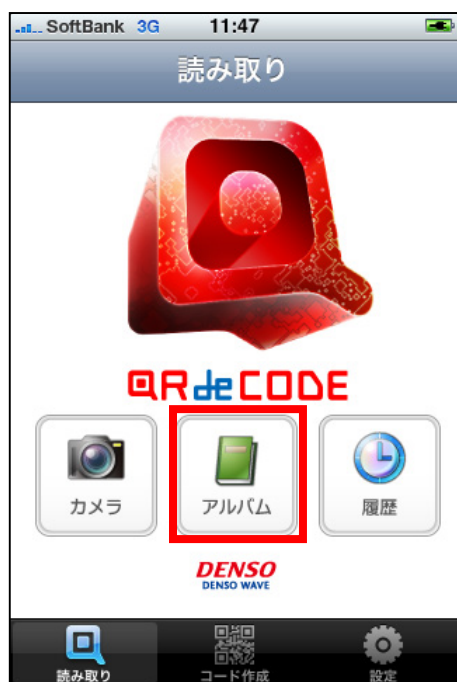 SoftBank 3G 11:47
読み取り
QRdeCODE
カメラ アルバム 履歴
DENSO
DENSO WAVE
読み取り コード作成 設定